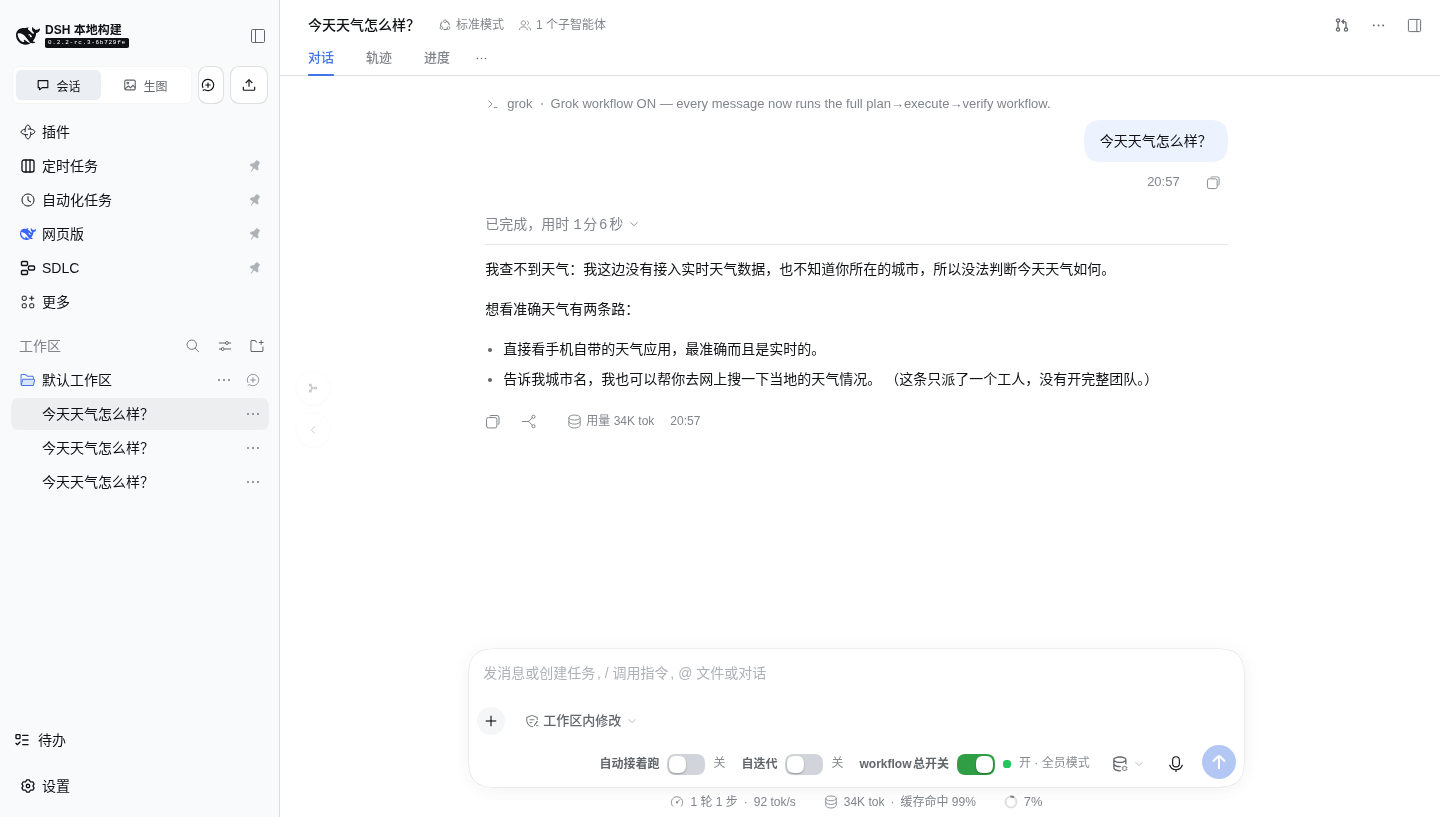 DSH 本地构建
0.2.2-rc.3-6b729fe
会话
生图
插件
定时任务
自动化任务
网页版
SDLC
更多
工作区
默认工作区
今天天气怎么样？
今天天气怎么样？
今天天气怎么样？
待办
设置
今天天气怎么样？
标准模式
1 个子智能体
对话
轨迹
进度
grok · Grok workflow ON — every message now runs the full plan→execute→verify workflow.
今天天气怎么样？
20:57
已完成，用时 1分6秒
我查不到天气：我这边没有接入实时天气数据，也不知道你所在的城市，所以没法判断今天天气如何。
想看准确天气有两条路：
• 直接看手机自带的天气应用，最准确而且是实时的。
• 告诉我城市名，我也可以帮你去网上搜一下当地的天气情况。 （这条只派了一个工人，没有开完整团队。）
用量 34K tok
20:57
发消息或创建任务, / 调用指令, @ 文件或对话
工作区内修改
自动接着跑 关 自迭代 关 workflow总开关 开 · 全员模式
1 轮 1 步 · 92 tok/s
34K tok · 缓存命中 99%
7%